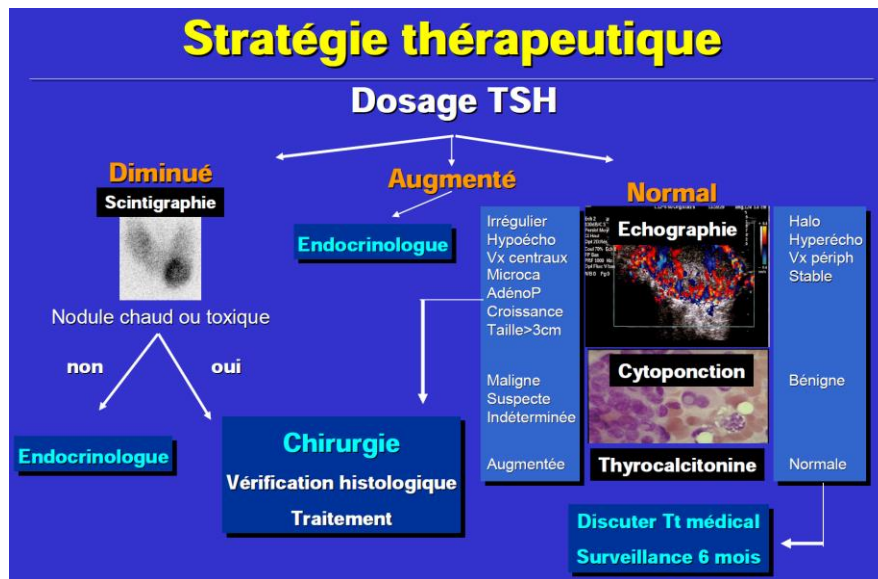 Stratégie thérapeutique
Dosage TSH
Diminué
Scintigraphie
Nodule chaud ou toxique
non
oui
Endocrinologue
Augmenté
Endocrinologue
Chirurgie
Vérification histologique
Traitement
Normal
Irrégulier
Hypoécho
Vx centraux
Microca
AdénoP
Croissance
Taille>3cm
Maligne
Suspecte
Indéterminée
Augmentée
Echographie
Cytoponction
Thyrocalcitonine
Halo
Hyperécho
Vx périph
Stable
Bénigne
Normale
Discuter Tt médical
Surveillance 6 mois